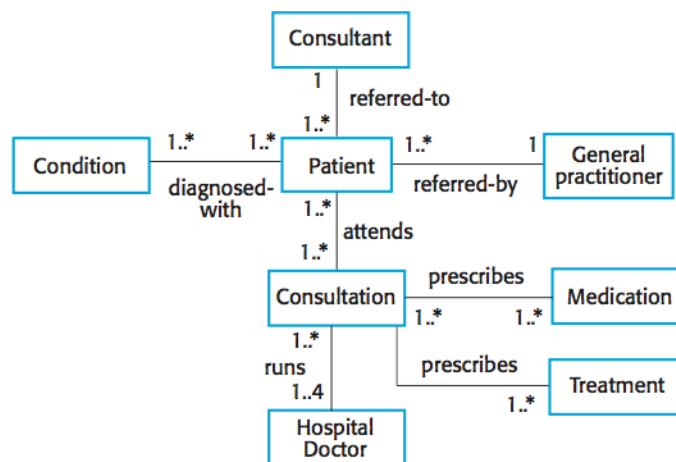 Consultant
1
referred-to
1..*
1..*
1..*
1..*
1
Condition
Patient
General
practitioner
diagnosed-
with
referred-by
1..*
attends
1..*
prescribes
Consultation
Medication
1..*
1..*
1..*
runs
prescribes
1..4
Treatment
1..*
Hospital
Doctor